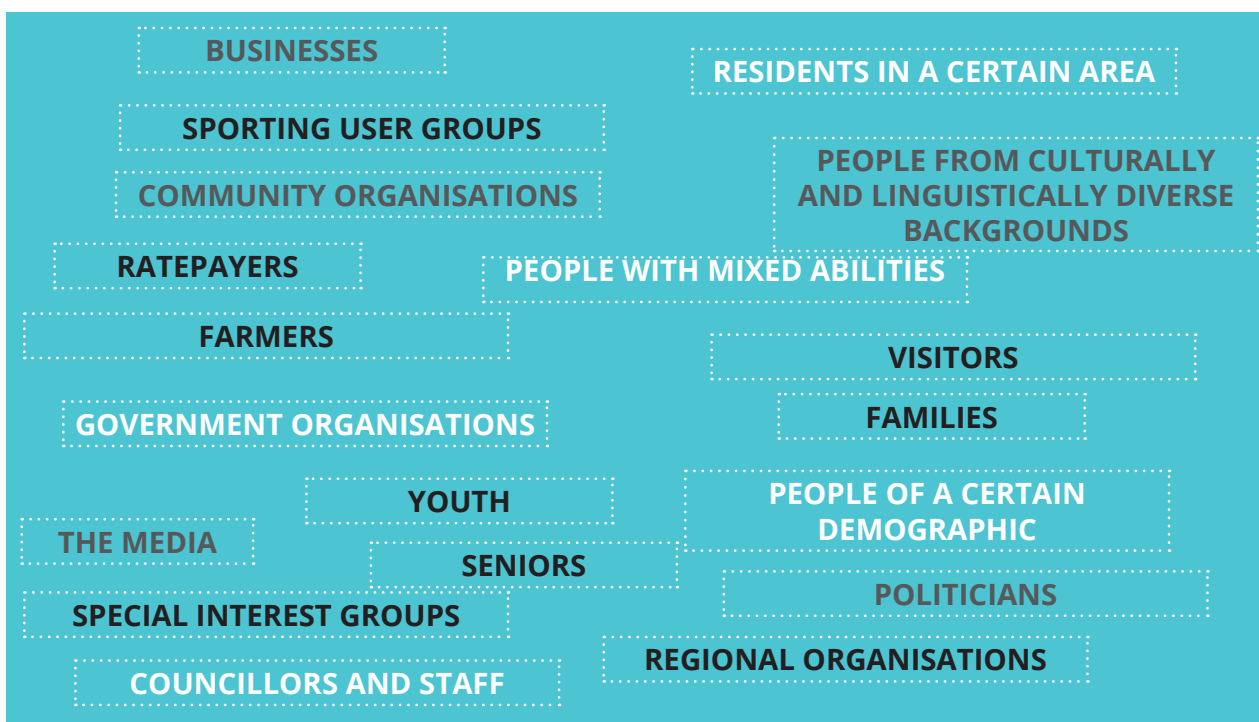 BUSINESSES
RESIDENTS IN A CERTAIN AREA
SPORTING USER GROUPS
PEOPLE FROM CULTURALLY
AND LINGUISTICALLY DIVERSE
BACKGROUNDS
COMMUNITY ORGANISATIONS
RATEPAYERS
PEOPLE WITH MIXED ABILITIES
FARMERS
VISITORS
GOVERNMENT ORGANISATIONS
FAMILIES
YOUTH
PEOPLE OF A CERTAIN
DEMOGRAPHIC
THE MEDIA
SENIORS
POLITICIANS
SPECIAL INTEREST GROUPS
REGIONAL ORGANISATIONS
COUNCILLORS AND STAFF